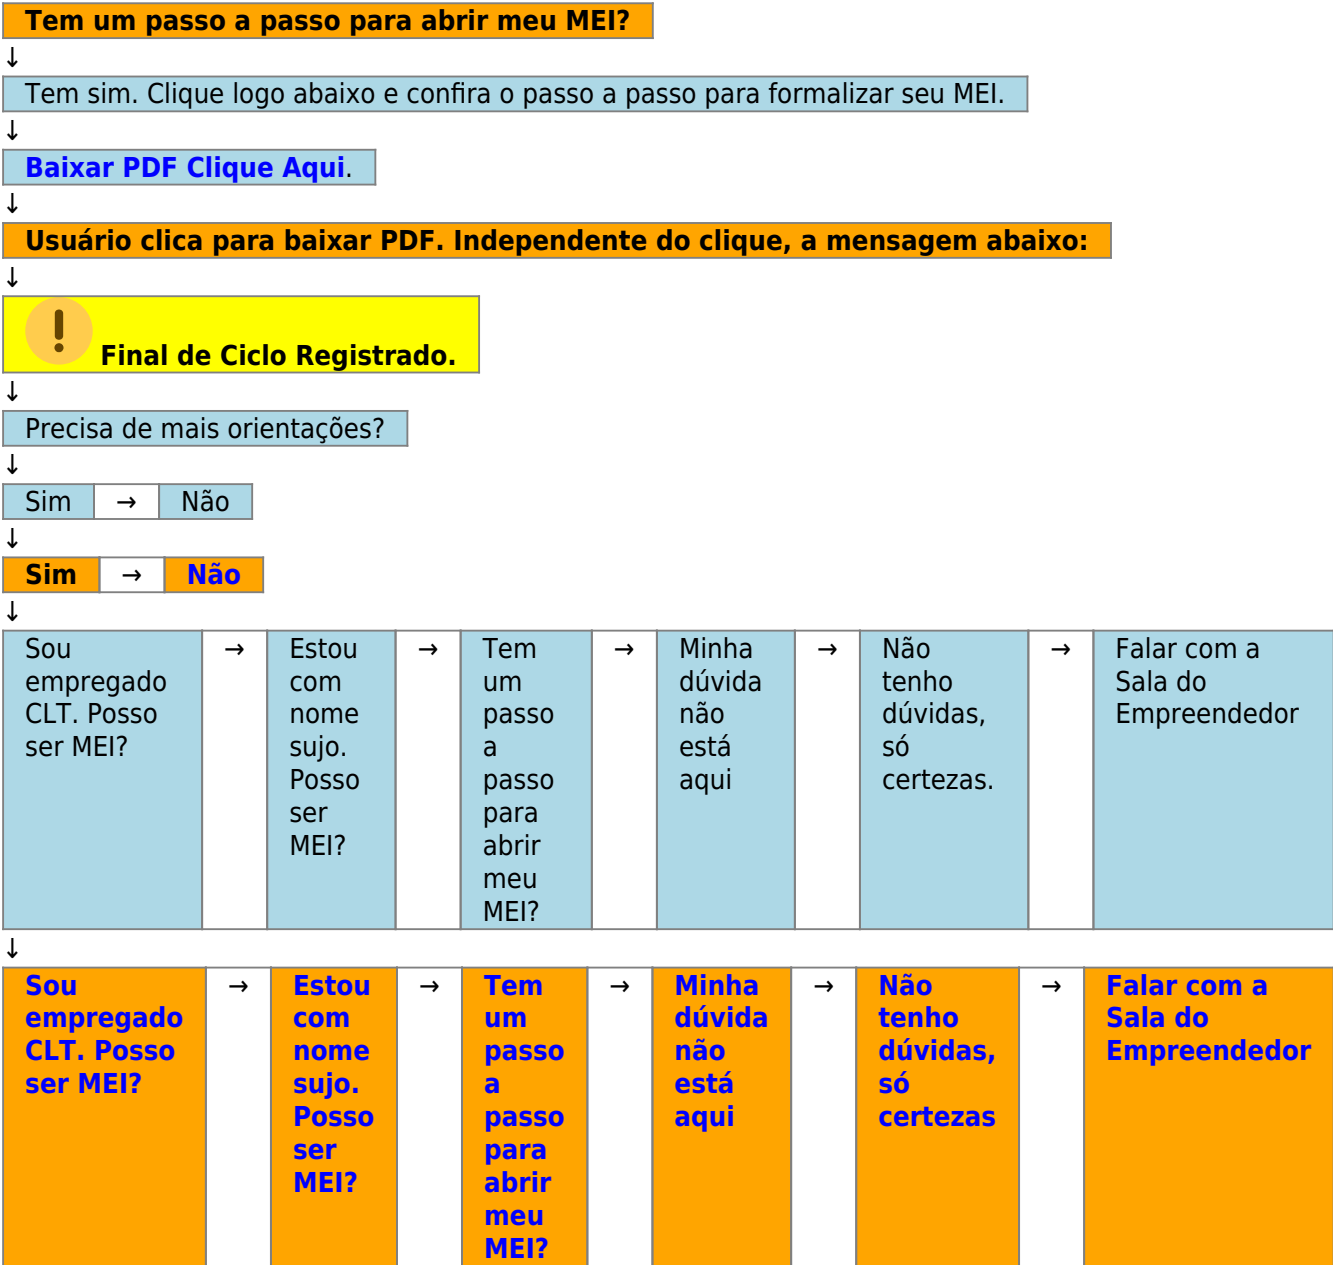 Tem um passo a passo para abrir meu MEI?
↓
Tem sim. Clique logo abaixo e confira o passo a passo para formalizar seu MEI.
↓
Baixar PDF Clique Aqui.
↓
Usuário clica para baixar PDF. Independente do clique, a mensagem abaixo:
↓
Final de Ciclo Registrado.
↓
Precisa de mais orientações?
↓
Sim → Não
↓
Sim → Não
↓
Sou
empregado
CLT. Posso
ser MEI?
→
Estou
com
nome
sujo.
Posso
ser
MEI?
→
Tem
um
passo
a
passo
para
abrir
meu
MEI?
→
Minha
dúvida
não
está
aqui
→
Não
tenho
dúvidas,
só
certezas.
→
Falar com a
Sala do
Empreendedor
↓
Sou
empregado
CLT. Posso
ser MEI?
→
Estou
com
nome
sujo.
Posso
ser
MEI?
→
Tem
um
passo
a
passo
para
abrir
meu
MEI?
→
Minha
dúvida
não
está
aqui
→
Não
tenho
dúvidas,
só
certezas
→
Falar com a
Sala do
Empreendedor